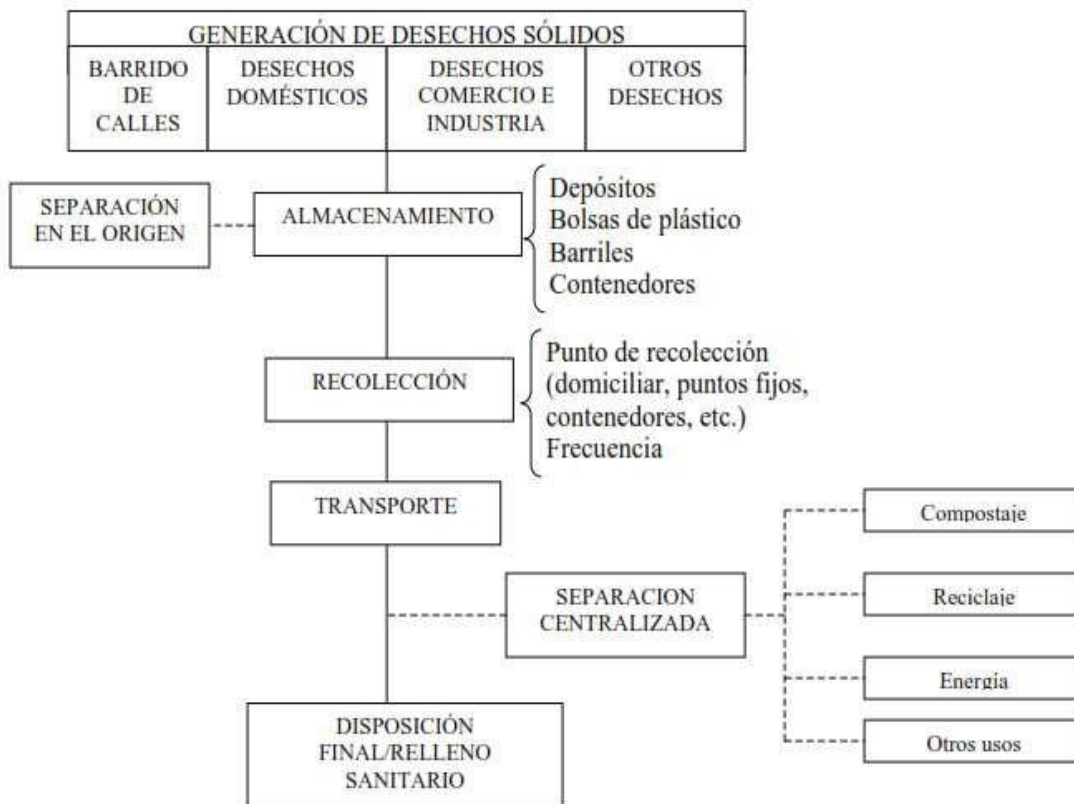 GENERACIÓN DE DESECHOS SÓLIDOS
BARRIDO
DE
CALLES
DESECHOS
DOMÉSTICOS
DESECHOS
COMERCIO E
INDUSTRIA
OTROS
DESECHOS
SEPARACIÓN
EN EL ORIGEN
ALMACENAMIENTO
Depósitos
Bolsas de plástico
Barriles
Contenedores
RECOLECCIÓN
Punto de recolección
(domiciliar, puntos fijos,
contenedores, etc.)
Frecuencia
TRANSPORTE
SEPARACION
CENTRALIZADA
Compostaje
Reciclaje
Energía
Otros usos
DISPOSICIÓN
FINAL/RELLENO
SANITARIO